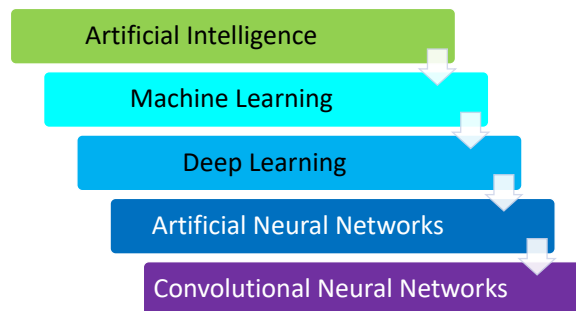 Artificial Intelligence
Machine Learning
Deep Learning
Artificial Neural Networks
Convolutional Neural Networks